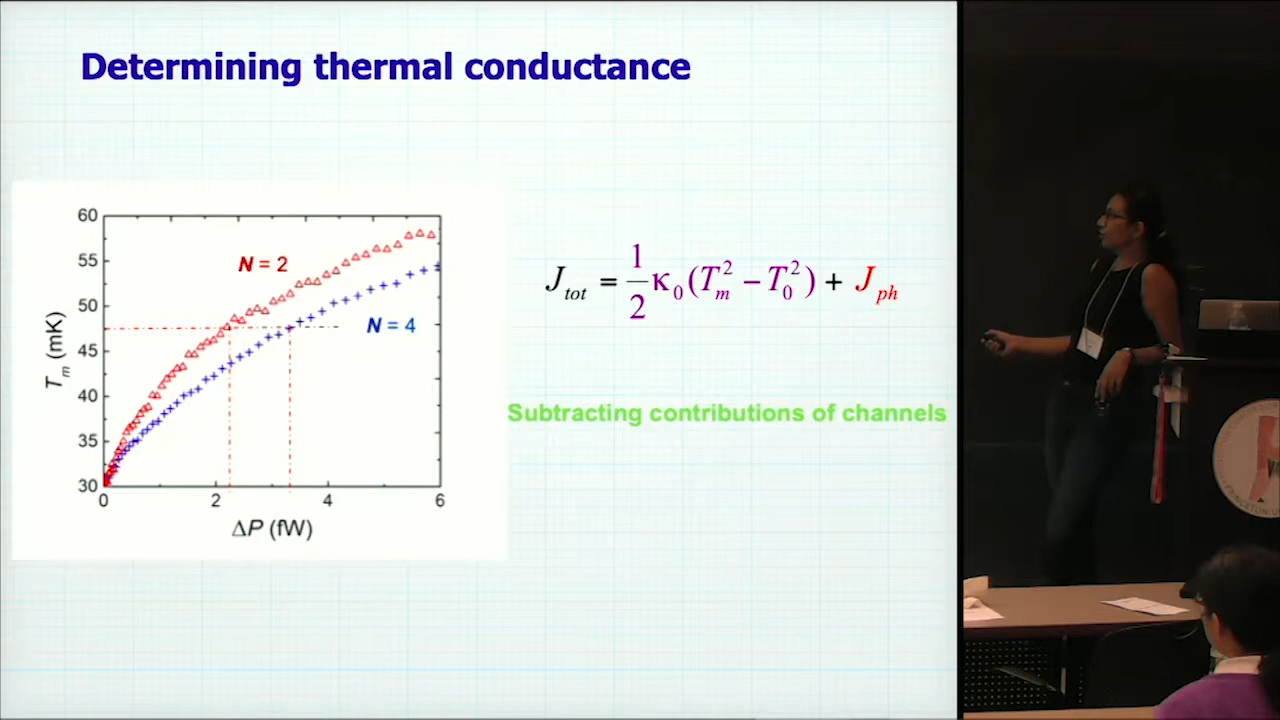 Determining thermal conductance
60
55
50
45
40
35
30
0
2
4
6
T_m (mK)
ΔP (fW)
N = 2
N = 4
J_tot = 1/2 κ_0 (T_m^2 − T_0^2) + J_ph
Subtracting contributions of channels